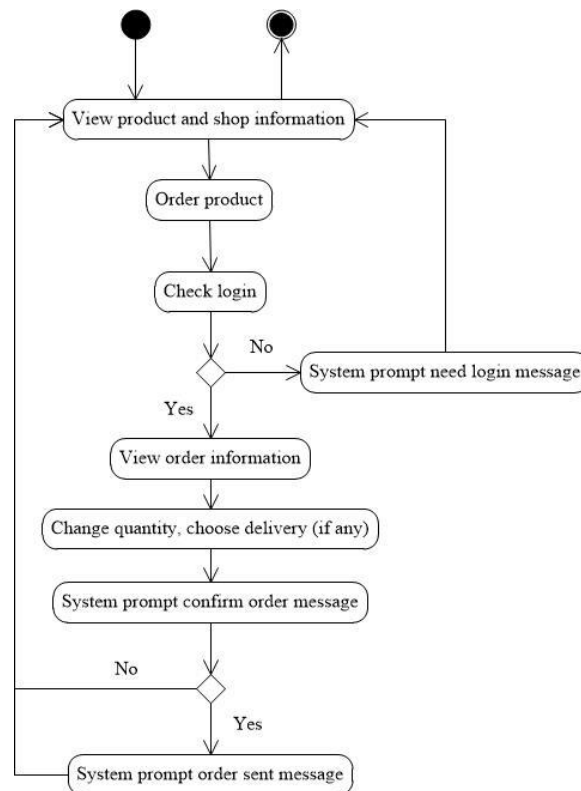 View product and shop information
Order product
Check login
No
System prompt need login message
Yes
View order information
Change quantity, choose delivery (if any)
System prompt confirm order message
No
Yes
System prompt order sent message